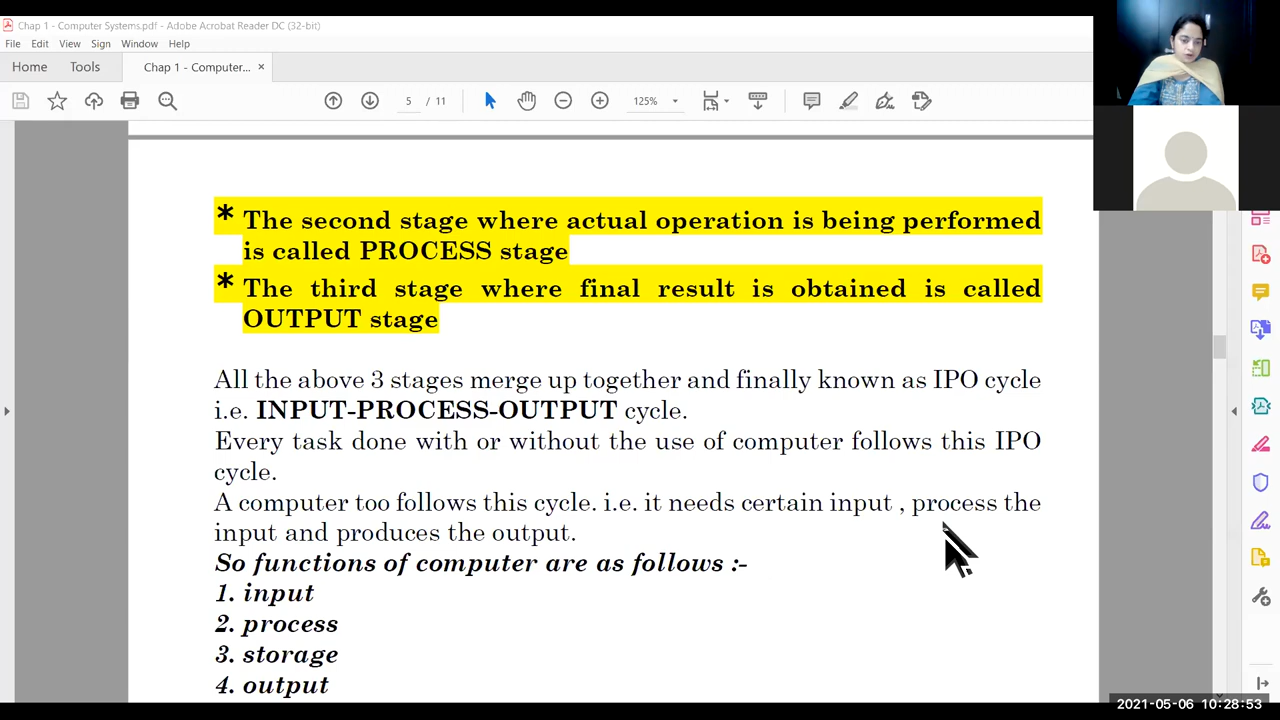 Chap 1 - Computer Systems.pdf - Adobe Acrobat Reader DC (32-bit)
File Edit View Sign Window Help
Home Tools Chap 1 - Computer... ×
5 / 11 125%
* The second stage where actual operation is being performed
is called PROCESS stage
* The third stage where final result is obtained is called
OUTPUT stage
All the above 3 stages merge up together and finally known as IPO cycle
i.e. INPUT-PROCESS-OUTPUT cycle.
Every task done with or without the use of computer follows this IPO
cycle.
A computer too follows this cycle. i.e. it needs certain input , process the
input and produces the output.
So functions of computer are as follows :-
1. input
2. process
3. storage
4. output
2021-05-06 10:28:53